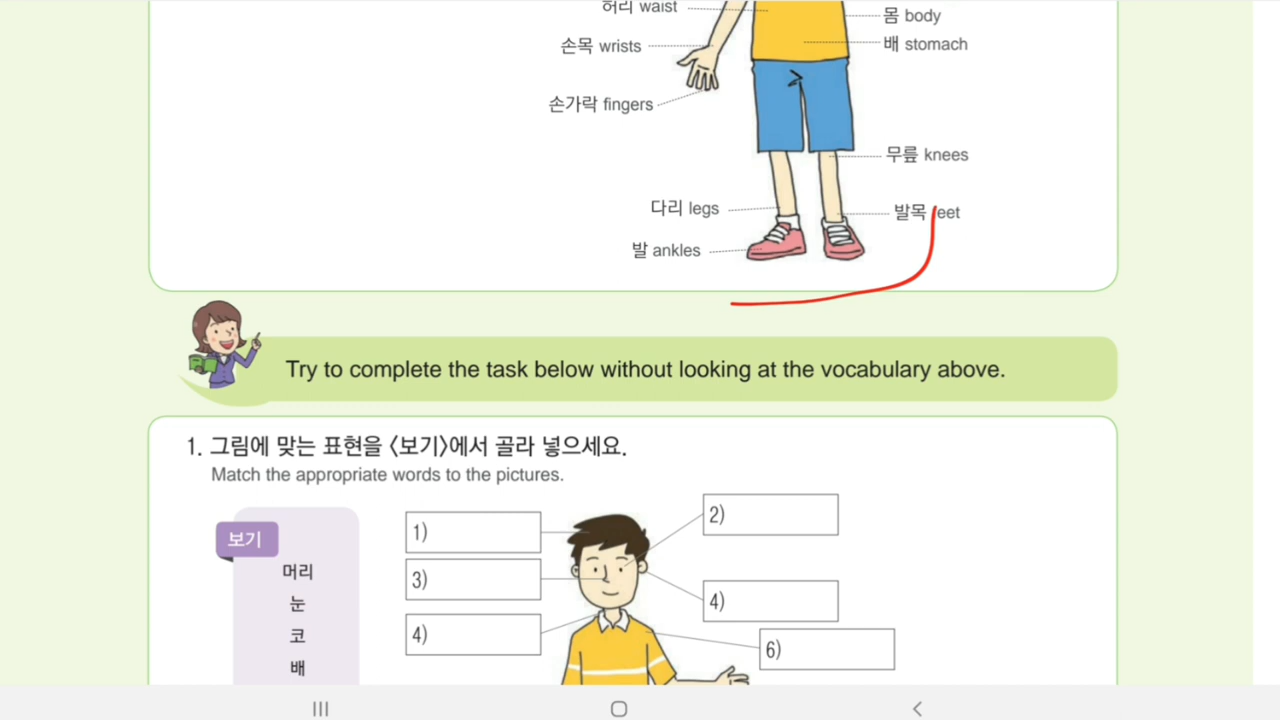 허리 waist
몸 body
손목 wrists
배 stomach
손가락 fingers
무릎 knees
다리 legs
발목 feet
발 ankles
Try to complete the task below without looking at the vocabulary above.
1. 그림에 맞는 표현을 〈보기〉에서 골라 넣으세요.
Match the appropriate words to the pictures.
보기
머리
눈
코
배
1)
2)
3)
4)
4)
6)